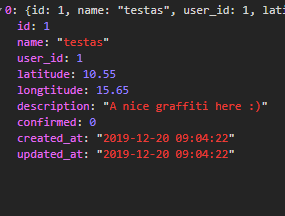 0: {id: 1, name: "testas", user_id: 1, lati
id: 1
name: "testas"
user_id: 1
latitude: 10.55
longtitude: 15.65
description: "A nice graffiti here :)"
confirmed: 0
created_at: "2019-12-20 09:04:22"
updated_at: "2019-12-20 09:04:22"